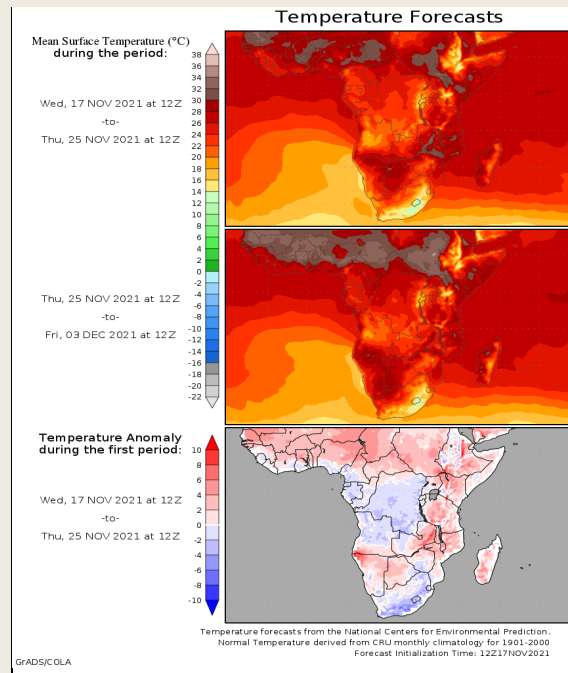 Temperature Forecasts
Mean Surface Temperature (°C)
during the period:
Wed, 17 NOV 2021 at 12Z
-to-
Thu, 25 NOV 2021 at 12Z
38
36
34
32
30
28
26
24
22
20
18
16
14
12
10
8
6
4
2
0
-2
-4
-6
-8
-10
-12
-14
-16
-18
-20
-22
Thu, 25 NOV 2021 at 12Z
-to-
Fri, 03 DEC 2021 at 12Z
Temperature Anomaly
during the first period:
Wed, 17 NOV 2021 at 12Z
-to-
Thu, 25 NOV 2021 at 12Z
10
8
6
4
2
0
-2
-4
-6
-8
-10
Temperature forecasts from the National Centers for Environmental Prediction.
Normal Temperature derived from CRU monthly climatology for 1901-2000
Forecast Initialization Time: 12Z17NOV2021
GrADS/COLA